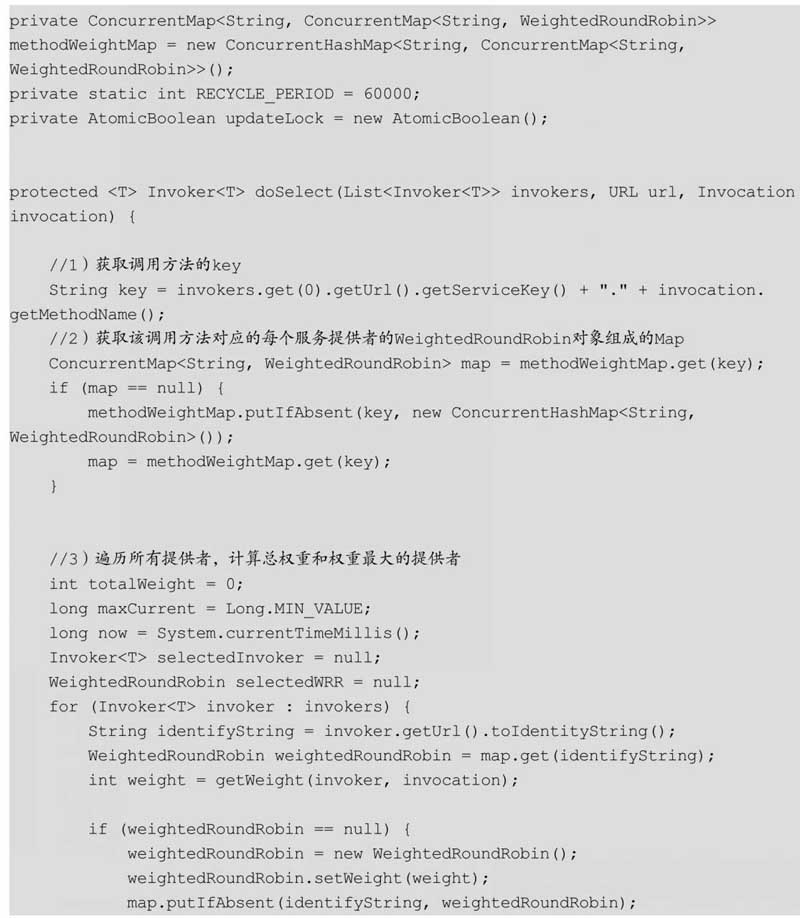 private ConcurrentMap<String, ConcurrentMap<String, WeightedRoundRobin>>
methodWeightMap = new ConcurrentHashMap<String, ConcurrentMap<String,
WeightedRoundRobin>>();
private static int RECYCLE_PERIOD = 60000;
private AtomicBoolean updateLock = new AtomicBoolean();
protected <T> Invoker<T> doSelect(List<Invoker<T>> invokers, URL url, Invocation
invocation) {
//1）获取调用方法的key
String key = invokers.get(0).getUrl().getServiceKey() + "." + invocation.
getMethodName();
//2）获取该调用方法对应的每个服务提供者的WeightedRoundRobin对象组成的Map
ConcurrentMap<String, WeightedRoundRobin> map = methodWeightMap.get(key);
if (map == null) {
methodWeightMap.putIfAbsent(key, new ConcurrentHashMap<String,
WeightedRoundRobin>());
map = methodWeightMap.get(key);
}
//3）遍历所有提供者，计算总权重和权重最大的提供者
int totalWeight = 0;
long maxCurrent = Long.MIN_VALUE;
long now = System.currentTimeMillis();
Invoker<T> selectedInvoker = null;
WeightedRoundRobin selectedWRR = null;
for (Invoker<T> invoker : invokers) {
String identifyString = invoker.getUrl().toIdentityString();
WeightedRoundRobin weightedRoundRobin = map.get(identifyString);
int weight = getWeight(invoker, invocation);
if (weightedRoundRobin == null) {
weightedRoundRobin = new WeightedRoundRobin();
weightedRoundRobin.setWeight(weight);
map.putIfAbsent(identifyString, weightedRoundRobin);